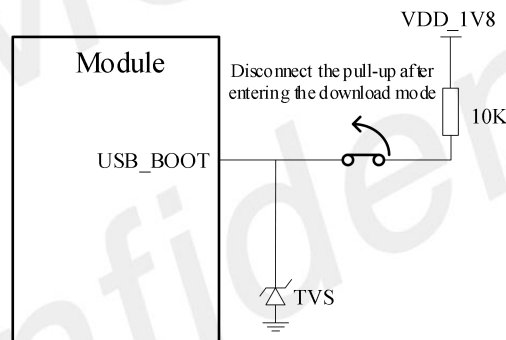 VDD_1V8
Module
Disconnect the pull-up after
entering the download mode
10K
USB_BOOT
TVS